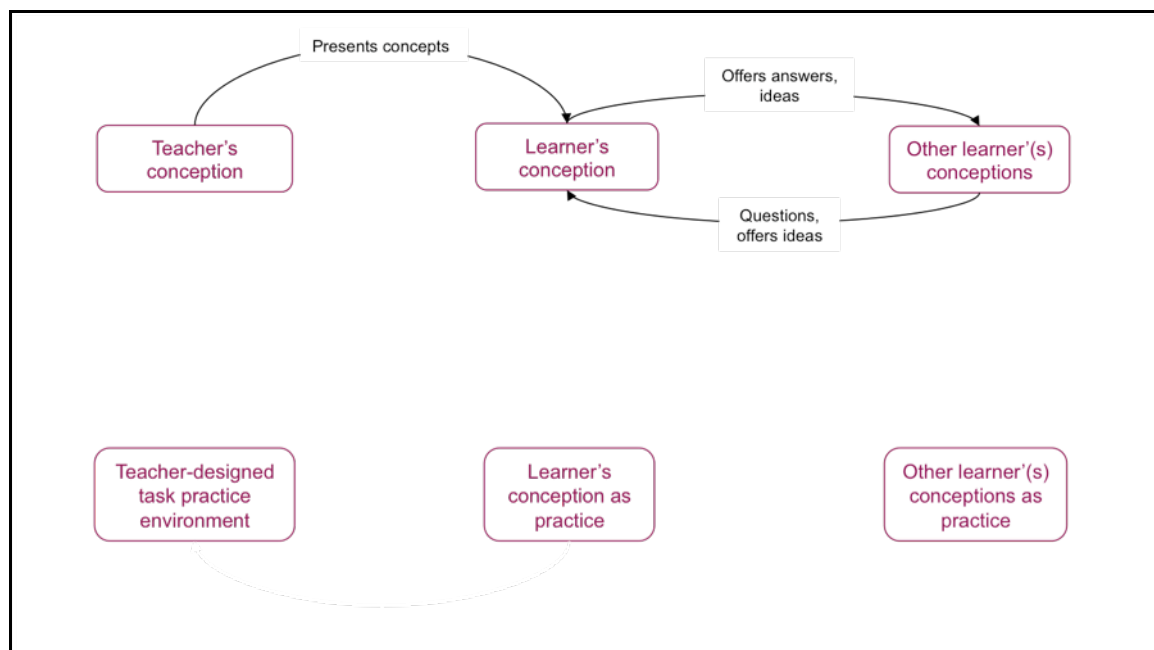 Presents concepts
Offers answers,
ideas
Teacher's
conception
Learner's
conception
Other learner'(s)
conceptions
Questions,
offers ideas
Teacher-designed
task practice
environment
Learner's
conception as
practice
Other learner'(s)
conceptions as
practice